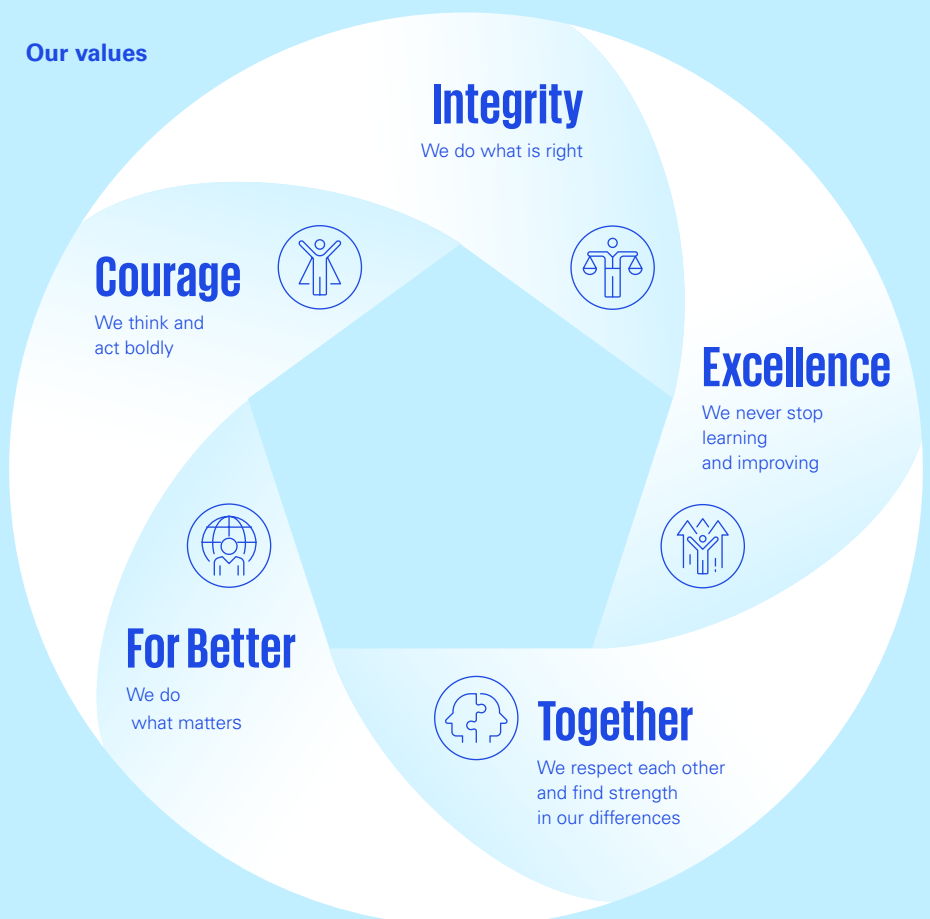 Our values
Integrity
We do what is right
Courage
We think and
act boldly
Excellence
We never stop
learning
and improving
For Better
We do
what matters
Together
We respect each other
and find strength
in our differences